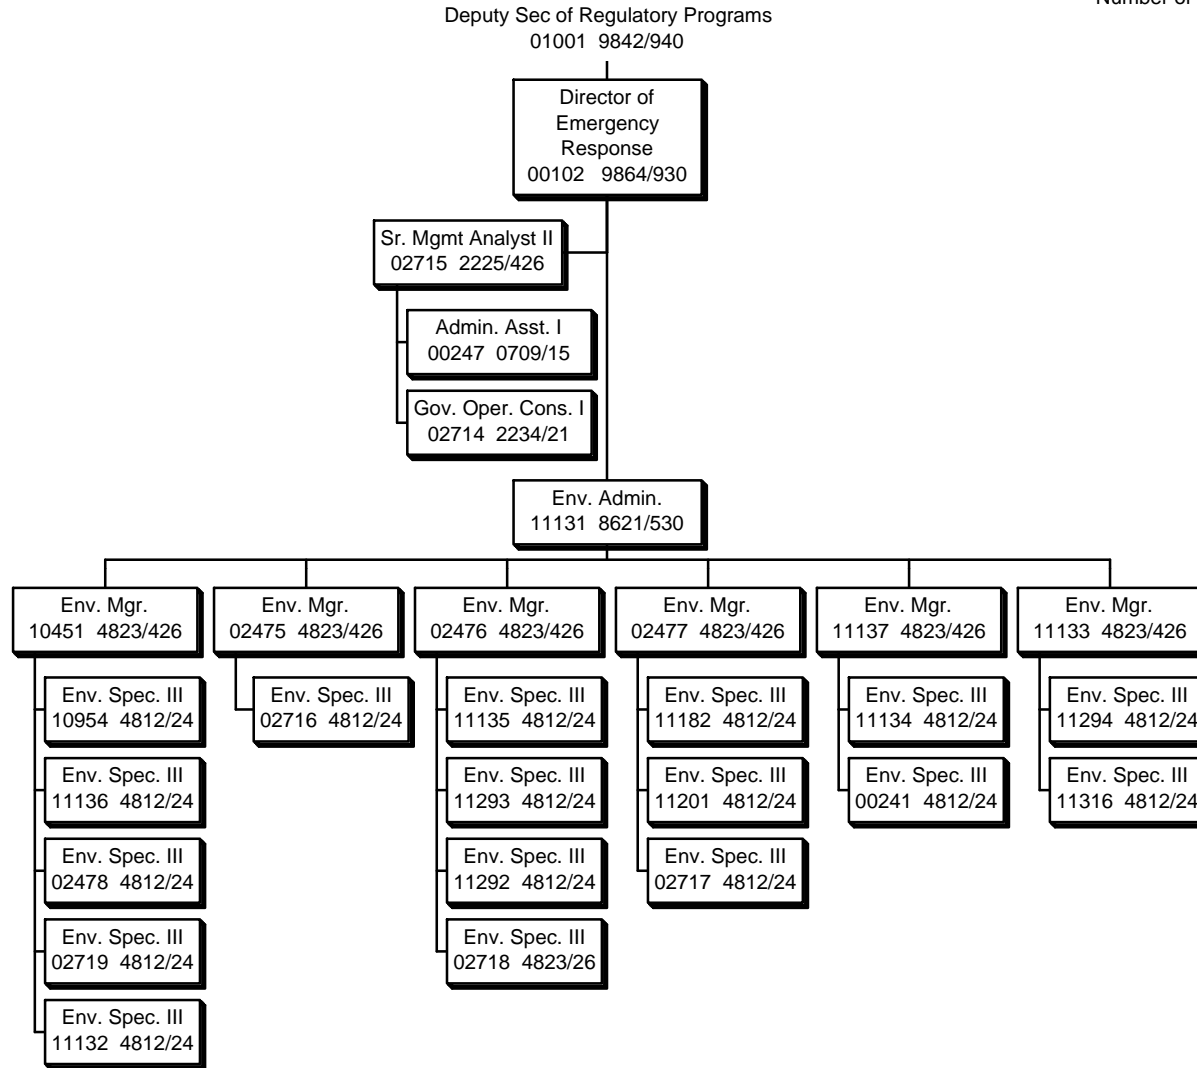 Number of
Deputy Sec of Regulatory Programs
01001 9842/940
Director of
Emergency
Response
00102 9864/930
Sr. Mgmt Analyst II
02715 2225/426
Admin. Asst. I
00247 0709/15
Gov. Oper. Cons. I
02714 2234/21
Env. Admin.
11131 8621/530
Env. Mgr.
10451 4823/426
Env. Spec. III
10954 4812/24
Env. Spec. III
11136 4812/24
Env. Spec. III
02478 4812/24
Env. Spec. III
02719 4812/24
Env. Spec. III
11132 4812/24
Env. Mgr.
02475 4823/426
Env. Spec. III
02716 4812/24
Env. Mgr.
02476 4823/426
Env. Spec. III
11135 4812/24
Env. Spec. III
11293 4812/24
Env. Spec. III
11292 4812/24
Env. Spec. III
02718 4823/26
Env. Mgr.
02477 4823/426
Env. Spec. III
11182 4812/24
Env. Spec. III
11201 4812/24
Env. Spec. III
02717 4812/24
Env. Mgr.
11137 4823/426
Env. Spec. III
11134 4812/24
Env. Spec. III
00241 4812/24
Env. Mgr.
11133 4823/426
Env. Spec. III
11294 4812/24
Env. Spec. III
11316 4812/24